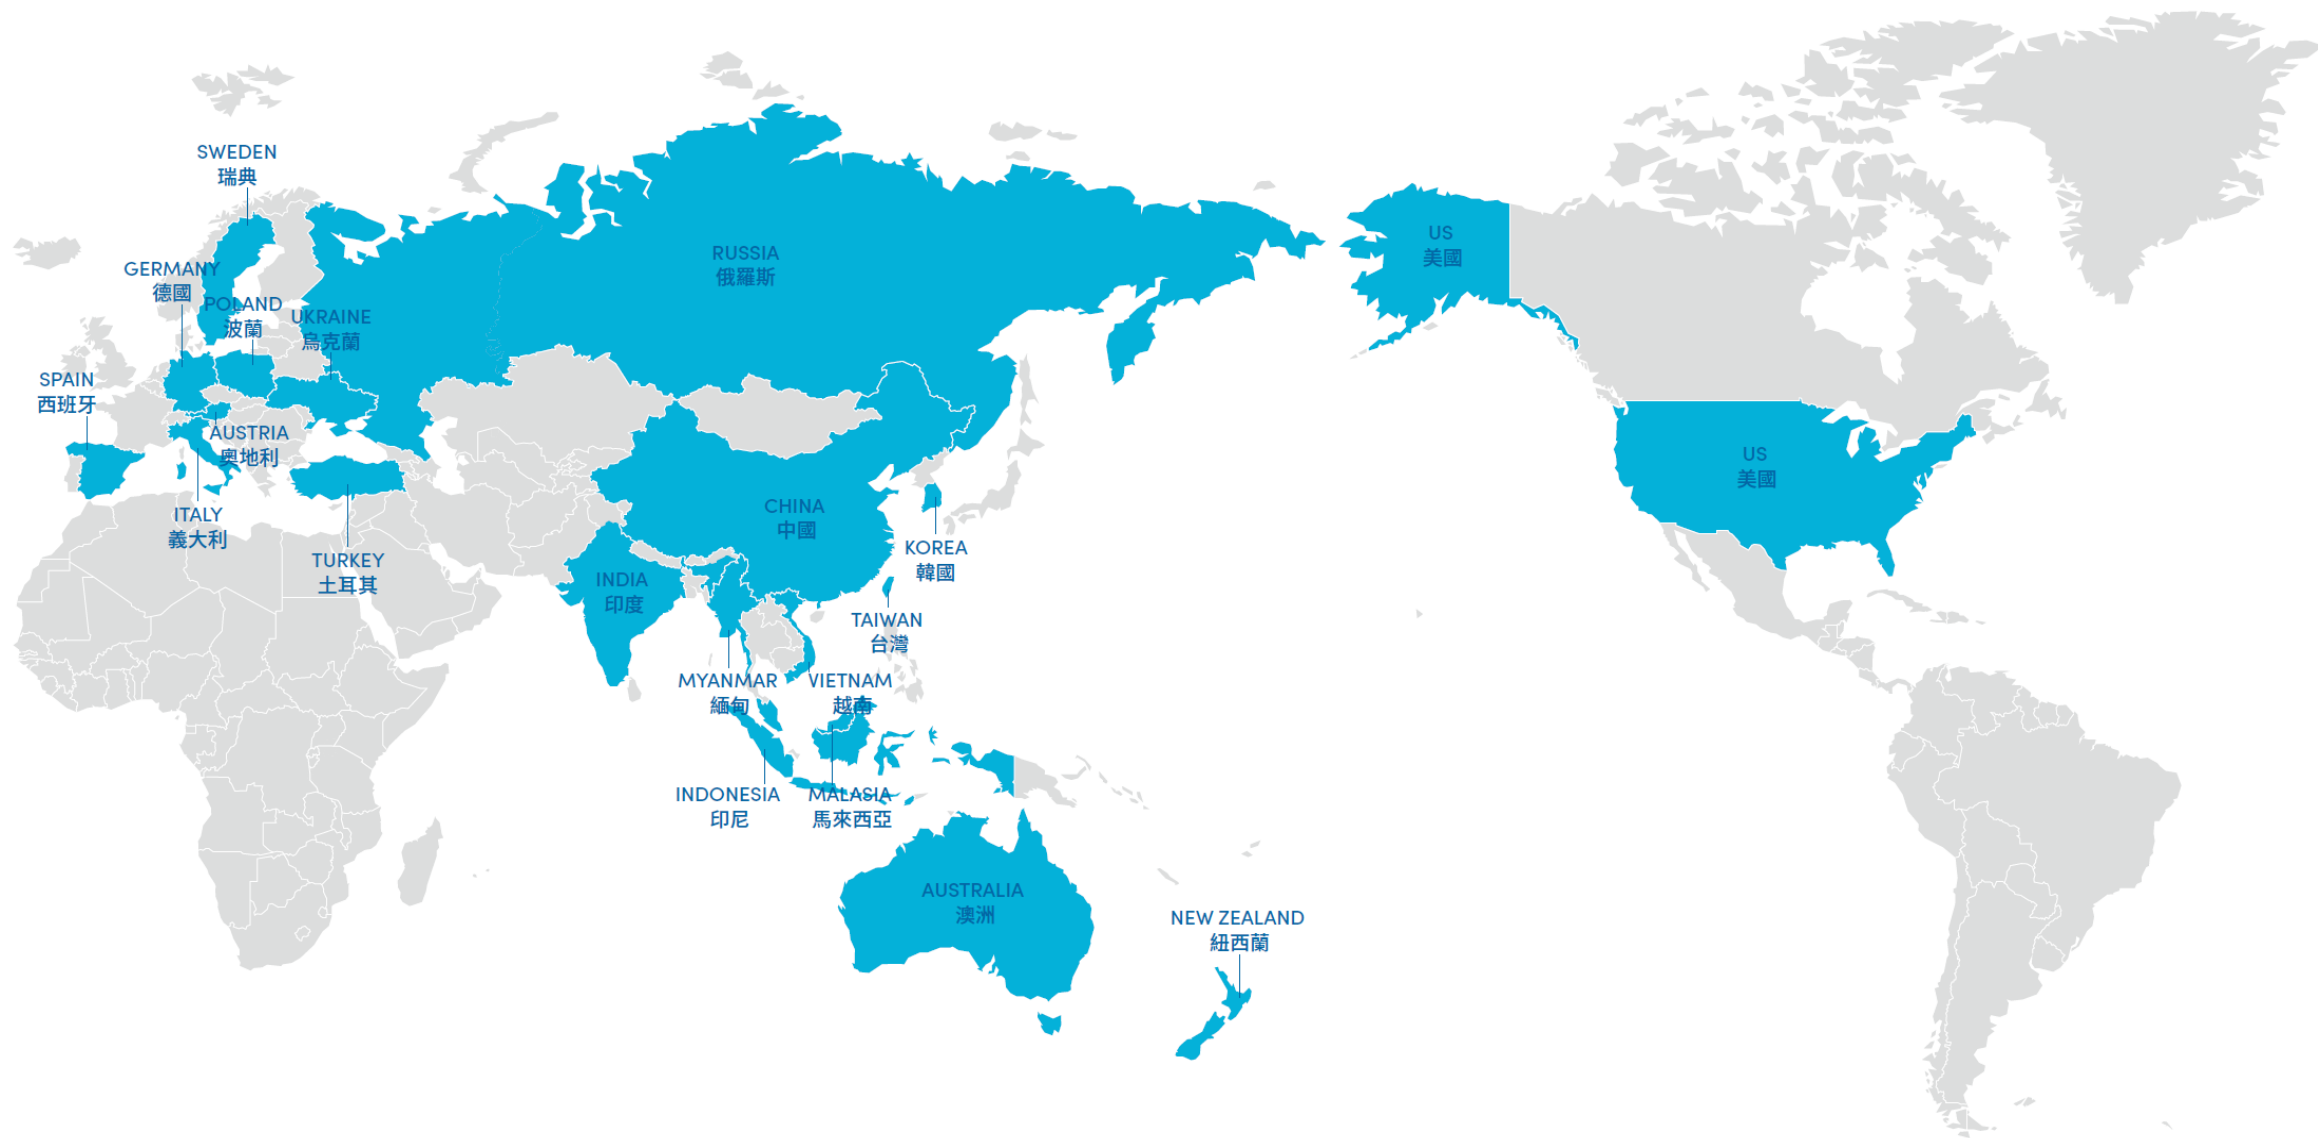 SWEDEN
瑞典
GERMANY
德國
POLAND
波蘭
UKRAINE
烏克蘭
SPAIN
西班牙
AUSTRIA
奧地利
ITALY
義大利
TURKEY
土耳其
RUSSIA
俄羅斯
US
美國
US
美國
CHINA
中國
KOREA
韓國
INDIA
印度
TAIWAN
台灣
MYANMAR
緬甸
VIETNAM
越南
INDONESIA
印尼
MALASIA
馬來西亞
AUSTRALIA
澳洲
NEW ZEALAND
紐西蘭